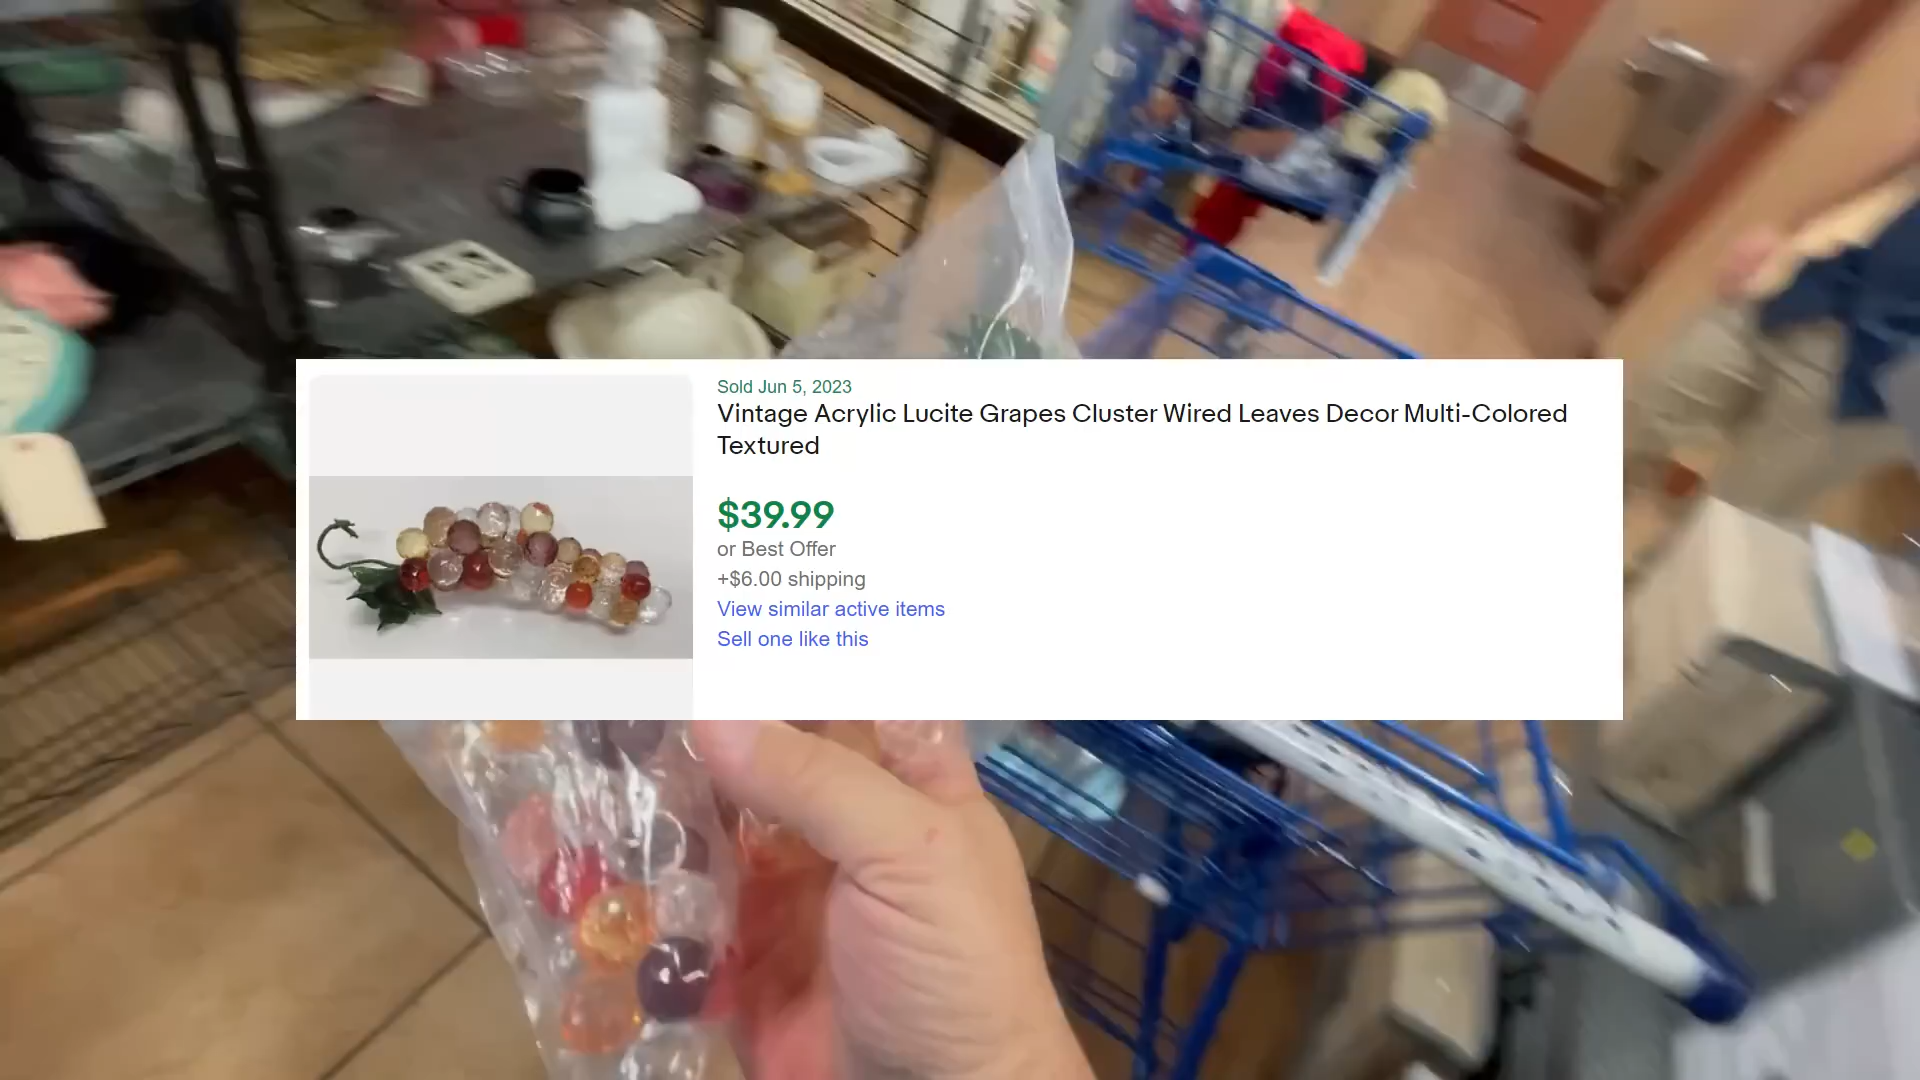 Sold Jun 5, 2023
Vintage Acrylic Lucite Grapes Cluster Wired Leaves Decor Multi-Colored
Textured
$39.99
or Best Offer
+$6.00 shipping
View similar active items
Sell one like this